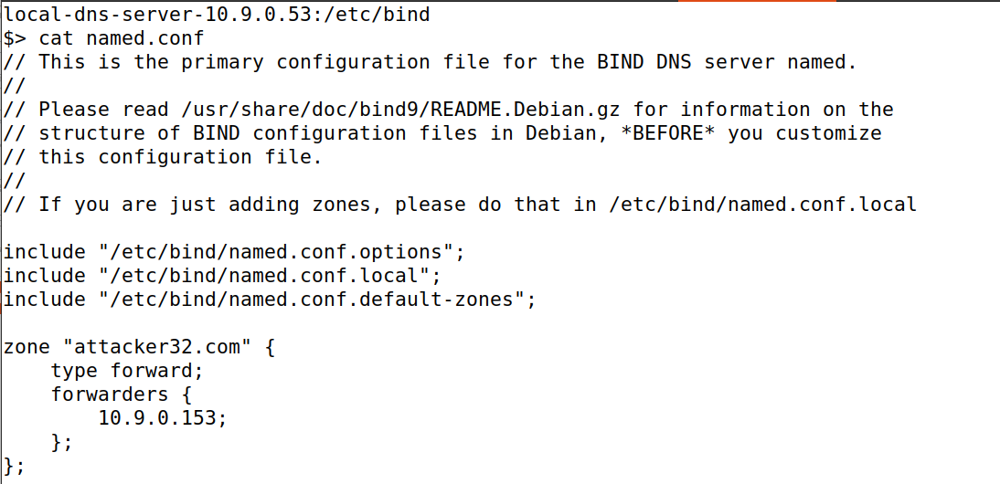 local-dns-server-10.9.0.53:/etc/bind
$> cat named.conf
// This is the primary configuration file for the BIND DNS server named.
//
// Please read /usr/share/doc/bind9/README.Debian.gz for information on the
// structure of BIND configuration files in Debian, *BEFORE* you customize
// this configuration file.
//
// If you are just adding zones, please do that in /etc/bind/named.conf.local

include "/etc/bind/named.conf.options";
include "/etc/bind/named.conf.local";
include "/etc/bind/named.conf.default-zones";

zone "attacker32.com" {
    type forward;
    forwarders {
        10.9.0.153;
    };
};